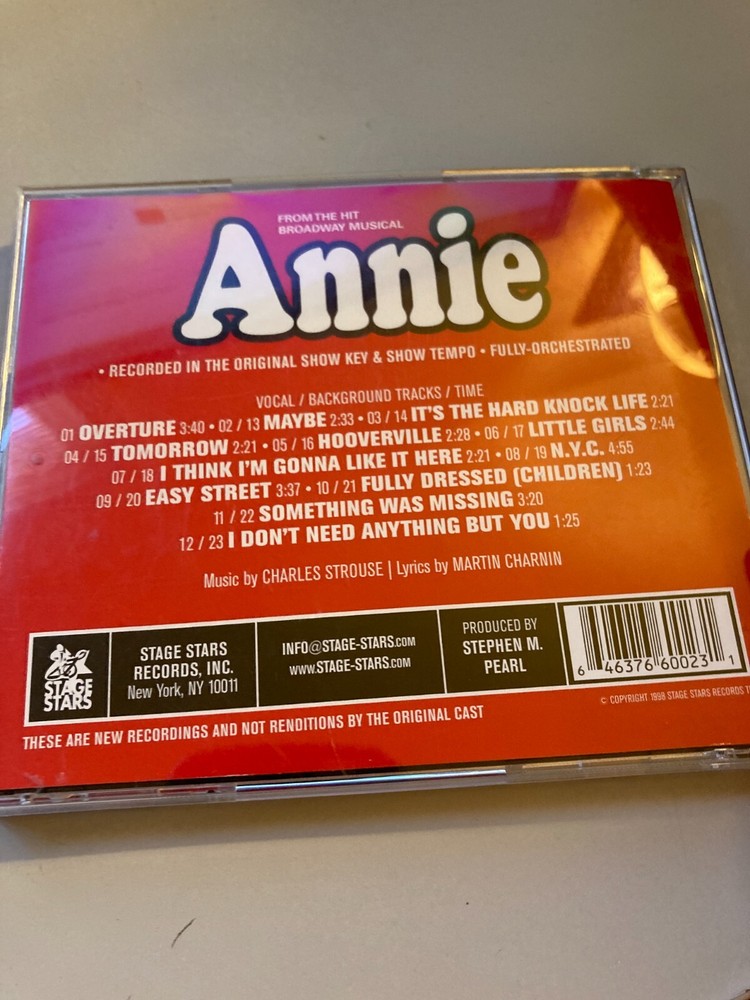 FROM THE HIT
BROADWAY MUSICAL
Annie
• RECORDED IN THE ORIGINAL SHOW KEY & SHOW TEMPO • FULLY-ORCHESTRATED
VOCAL / BACKGROUND TRACKS / TIME
01 OVERTURE 3:40 • 02 / 13 MAYBE 2:33 • 03 / 14 IT'S THE HARD KNOCK LIFE 2:21
04 / 15 TOMORROW 2:21 • 05 / 16 HOOVERVILLE 2:28 • 06 / 17 LITTLE GIRLS 2:44
07 / 18 I THINK I'M GONNA LIKE IT HERE 2:21 • 08 / 19 N.Y.C. 4:55
09 / 20 EASY STREET 3:37 • 10 / 21 FULLY DRESSED (CHILDREN) 1:23
11 / 22 SOMETHING WAS MISSING 3:20
12 / 23 I DON'T NEED ANYTHING BUT YOU 1:25
Music by CHARLES STROUSE | Lyrics by MARTIN CHARNIN
STAGE
STARS
STAGE STARS
RECORDS, INC.
New York, NY 10011
INFO@STAGE-STARS.COM
WWW.STAGE-STARS.COM
PRODUCED BY
STEPHEN M.
PEARL
6 46376 60023 1
© COPYRIGHT 1998 STAGE STARS RECORDS
THESE ARE NEW RECORDINGS AND NOT RENDITIONS BY THE ORIGINAL CAST